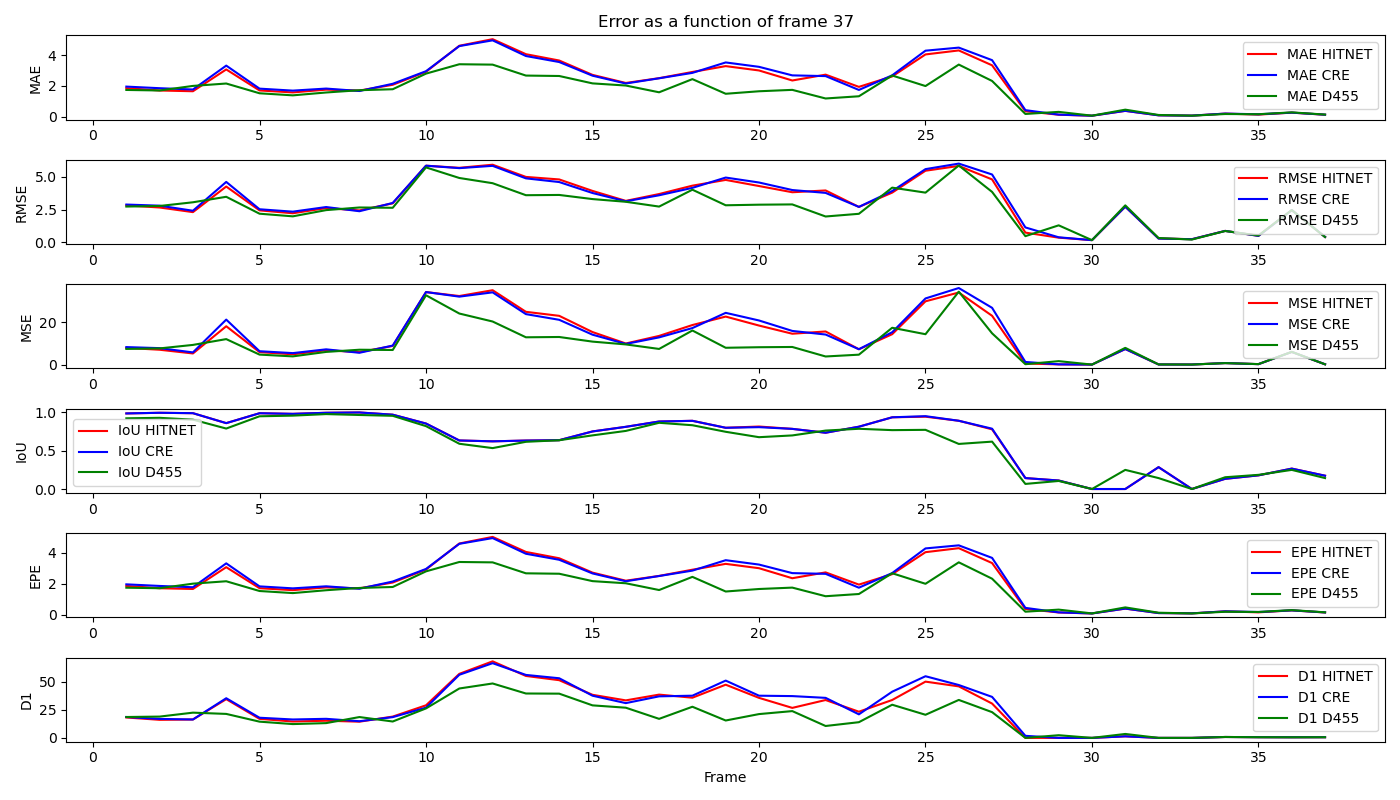 Error as a function of frame 37
MAE
4
2
0
MAE HITNET
MAE CRE
MAE D455
0 5 10 15 20 25 30 35
RMSE
5.0
2.5
0.0
RMSE HITNET
RMSE CRE
RMSE D455
0 5 10 15 20 25 30 35
MSE
20
0
MSE HITNET
MSE CRE
MSE D455
0 5 10 15 20 25 30 35
IoU
1.0
0.5
0.0
IoU HITNET
IoU CRE
IoU D455
0 5 10 15 20 25 30 35
EPE
4
2
0
EPE HITNET
EPE CRE
EPE D455
0 5 10 15 20 25 30 35
D1
50
25
0
D1 HITNET
D1 CRE
D1 D455
0 5 10 15 20 25 30 35
Frame